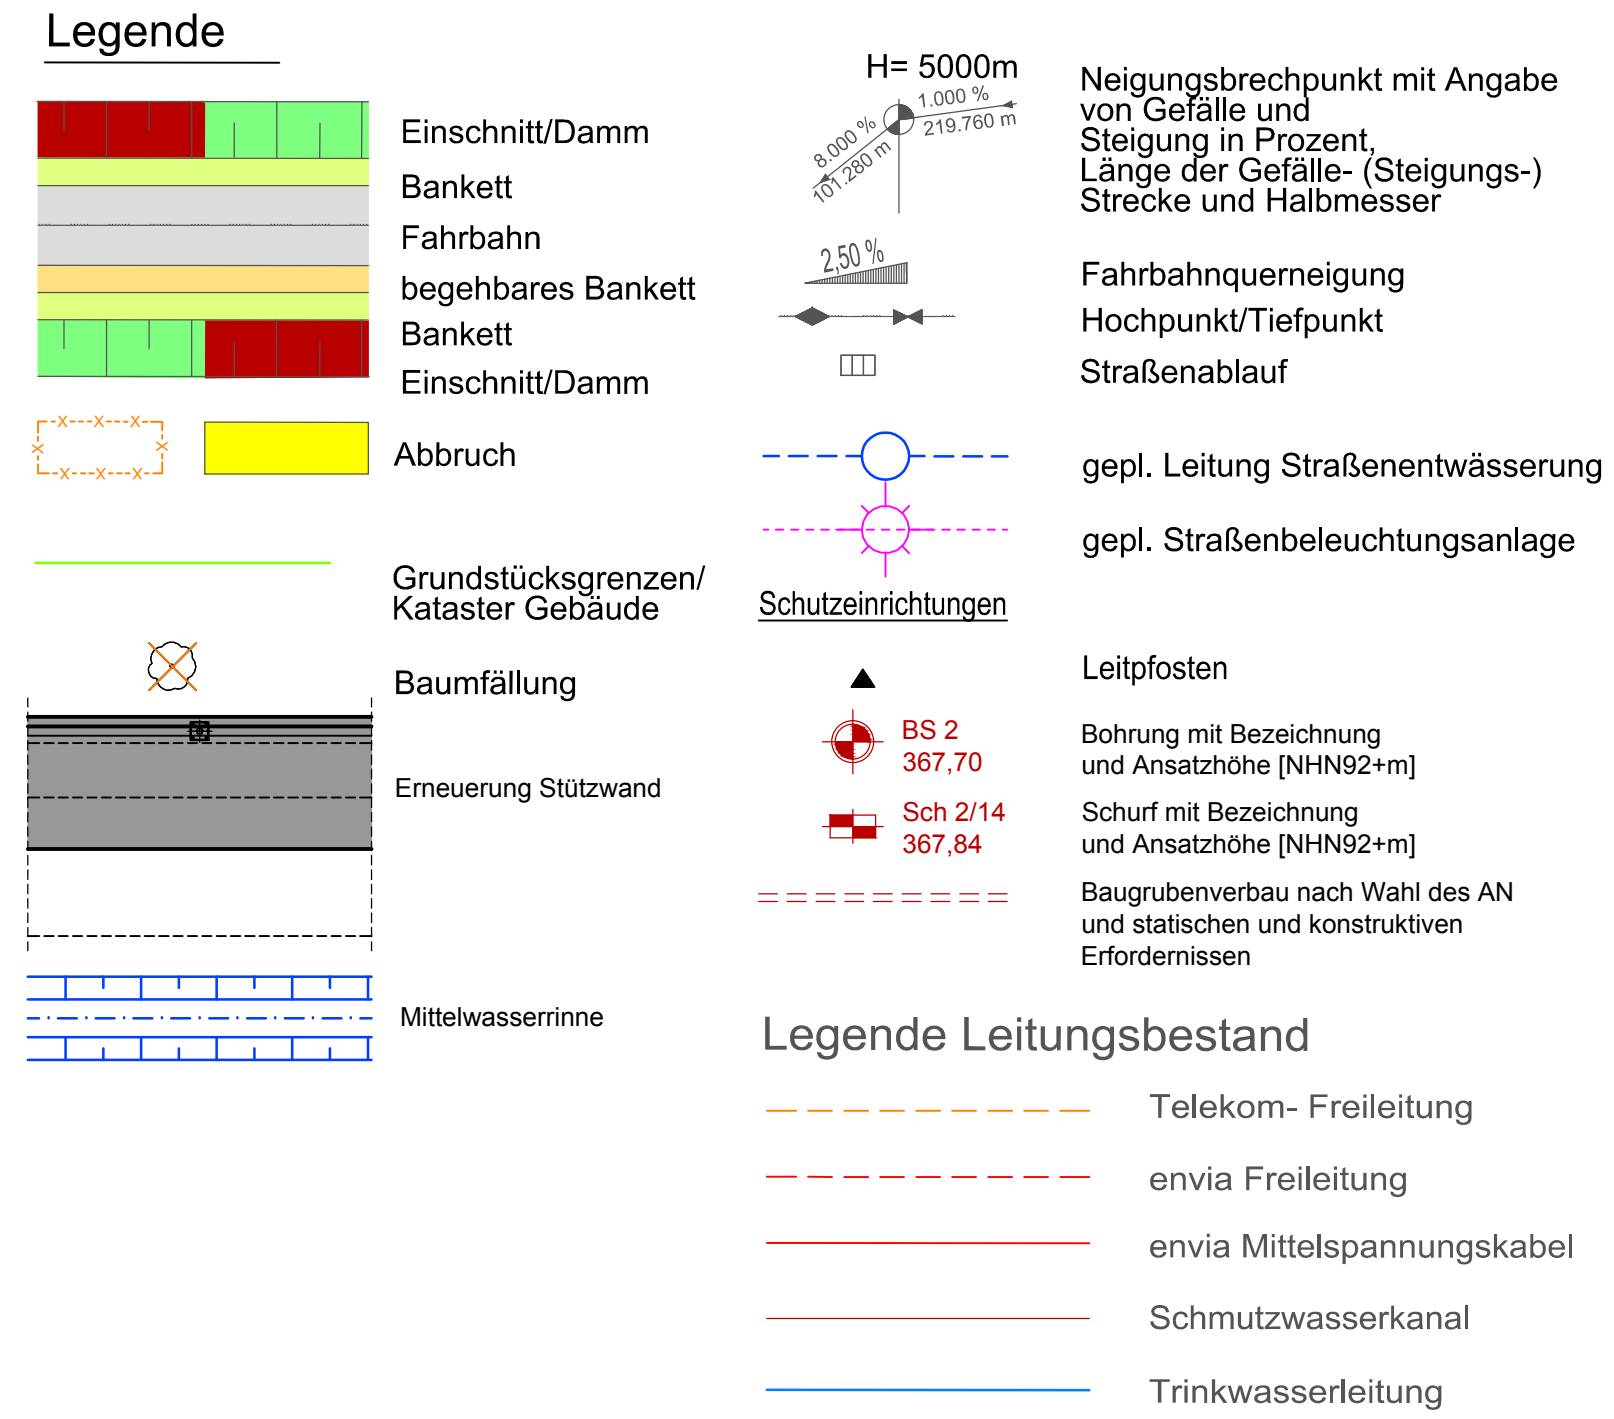 Legende
Einschnitt/Damm
Bankett
Fahrbahn
begehbares Bankett
Bankett
Einschnitt/Damm
Abbruch
Grundstücksgrenzen/
Kataster Gebäude
Baumfällung
Erneuerung Stützwand
Mittelwasserrinne
H= 5000m
1.000 %
219.760 m
8.000 %
101.280 m
Neigungsbrechpunkt mit Angabe
von Gefälle und
Steigung in Prozent,
Länge der Gefälle- (Steigungs-)
Strecke und Halbmesser
2,50 %
Fahrbahnquerneigung
Hochpunkt/Tiefpunkt
Straßenablauf
gepl. Leitung Straßenentwässerung
gepl. Straßenbeleuchtungsanlage
Schutzeinrichtungen
Leitpfosten
BS 2
367,70
Bohrung mit Bezeichnung
und Ansatzhöhe [NHN92+m]
Sch 2/14
367,84
Schurf mit Bezeichnung
und Ansatzhöhe [NHN92+m]
Baugrubenverbau nach Wahl des AN
und statischen und konstruktiven
Erfordernissen
Legende Leitungsbestand
Telekom- Freileitung
envia Freileitung
envia Mittelspannungskabel
Schmutzwasserkanal
Trinkwasserleitung